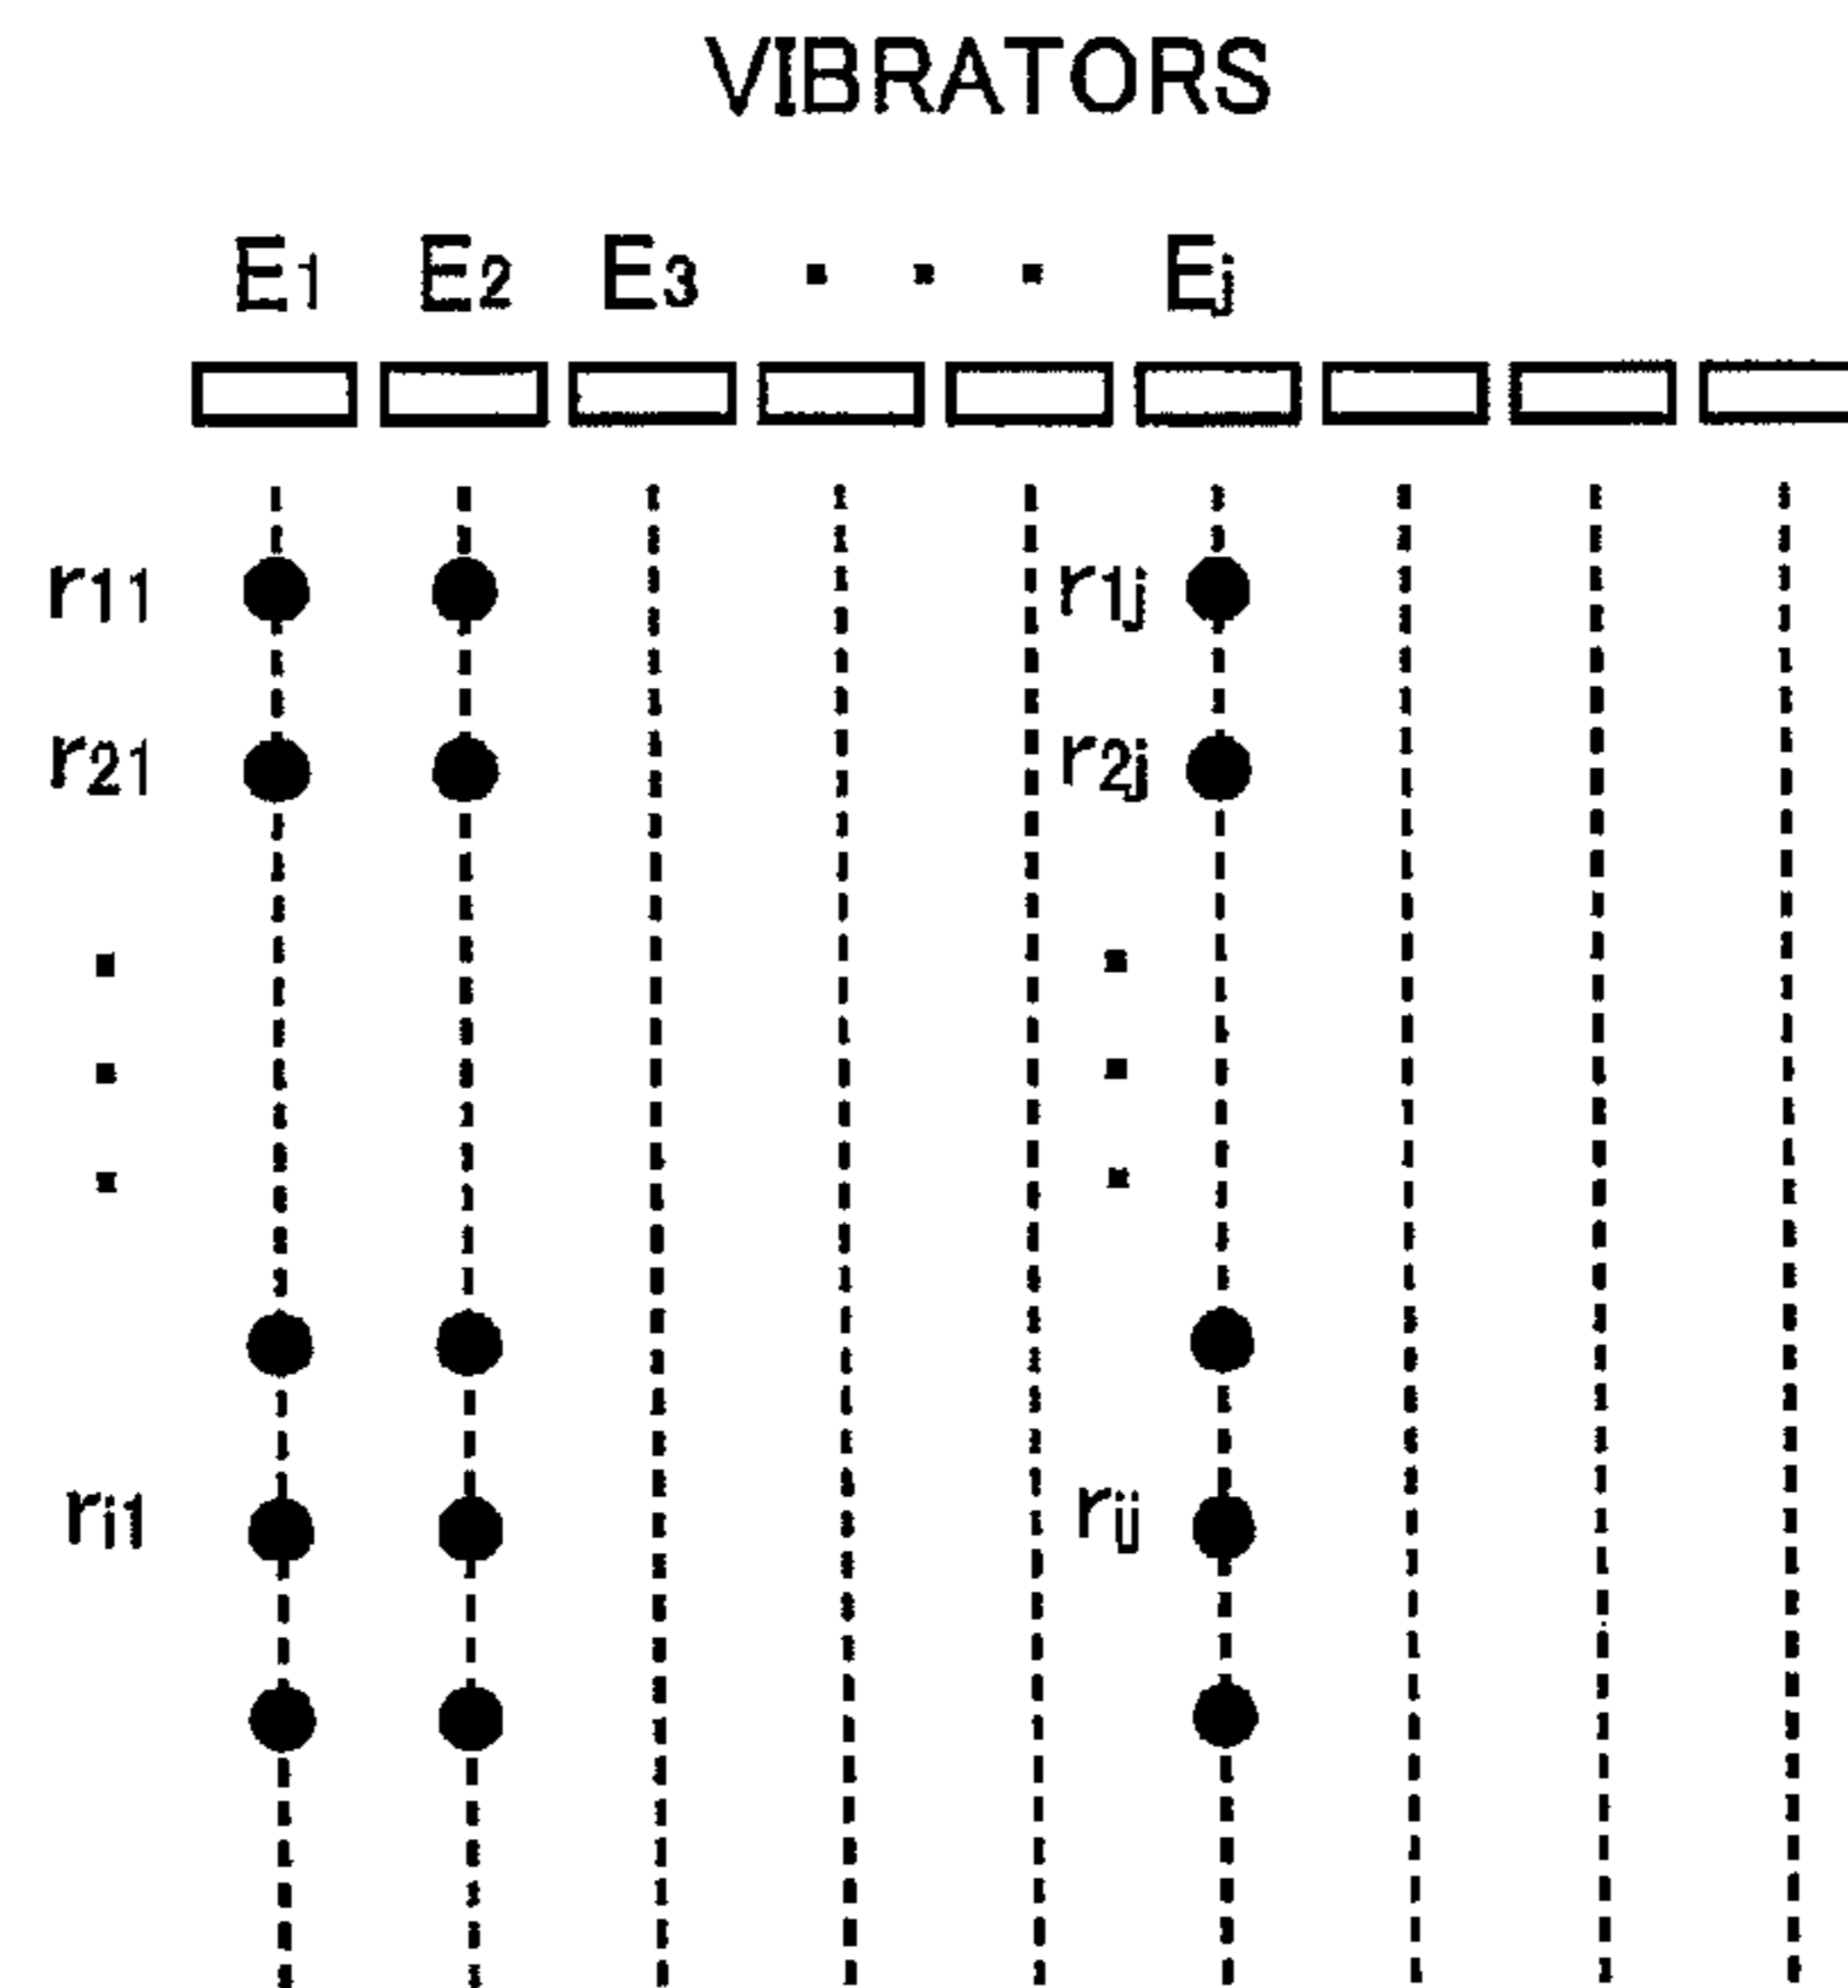 VIBRATORS
E1 E2 E3 . . . Ej
r11 r1j
r21 r2j
ri1 rij